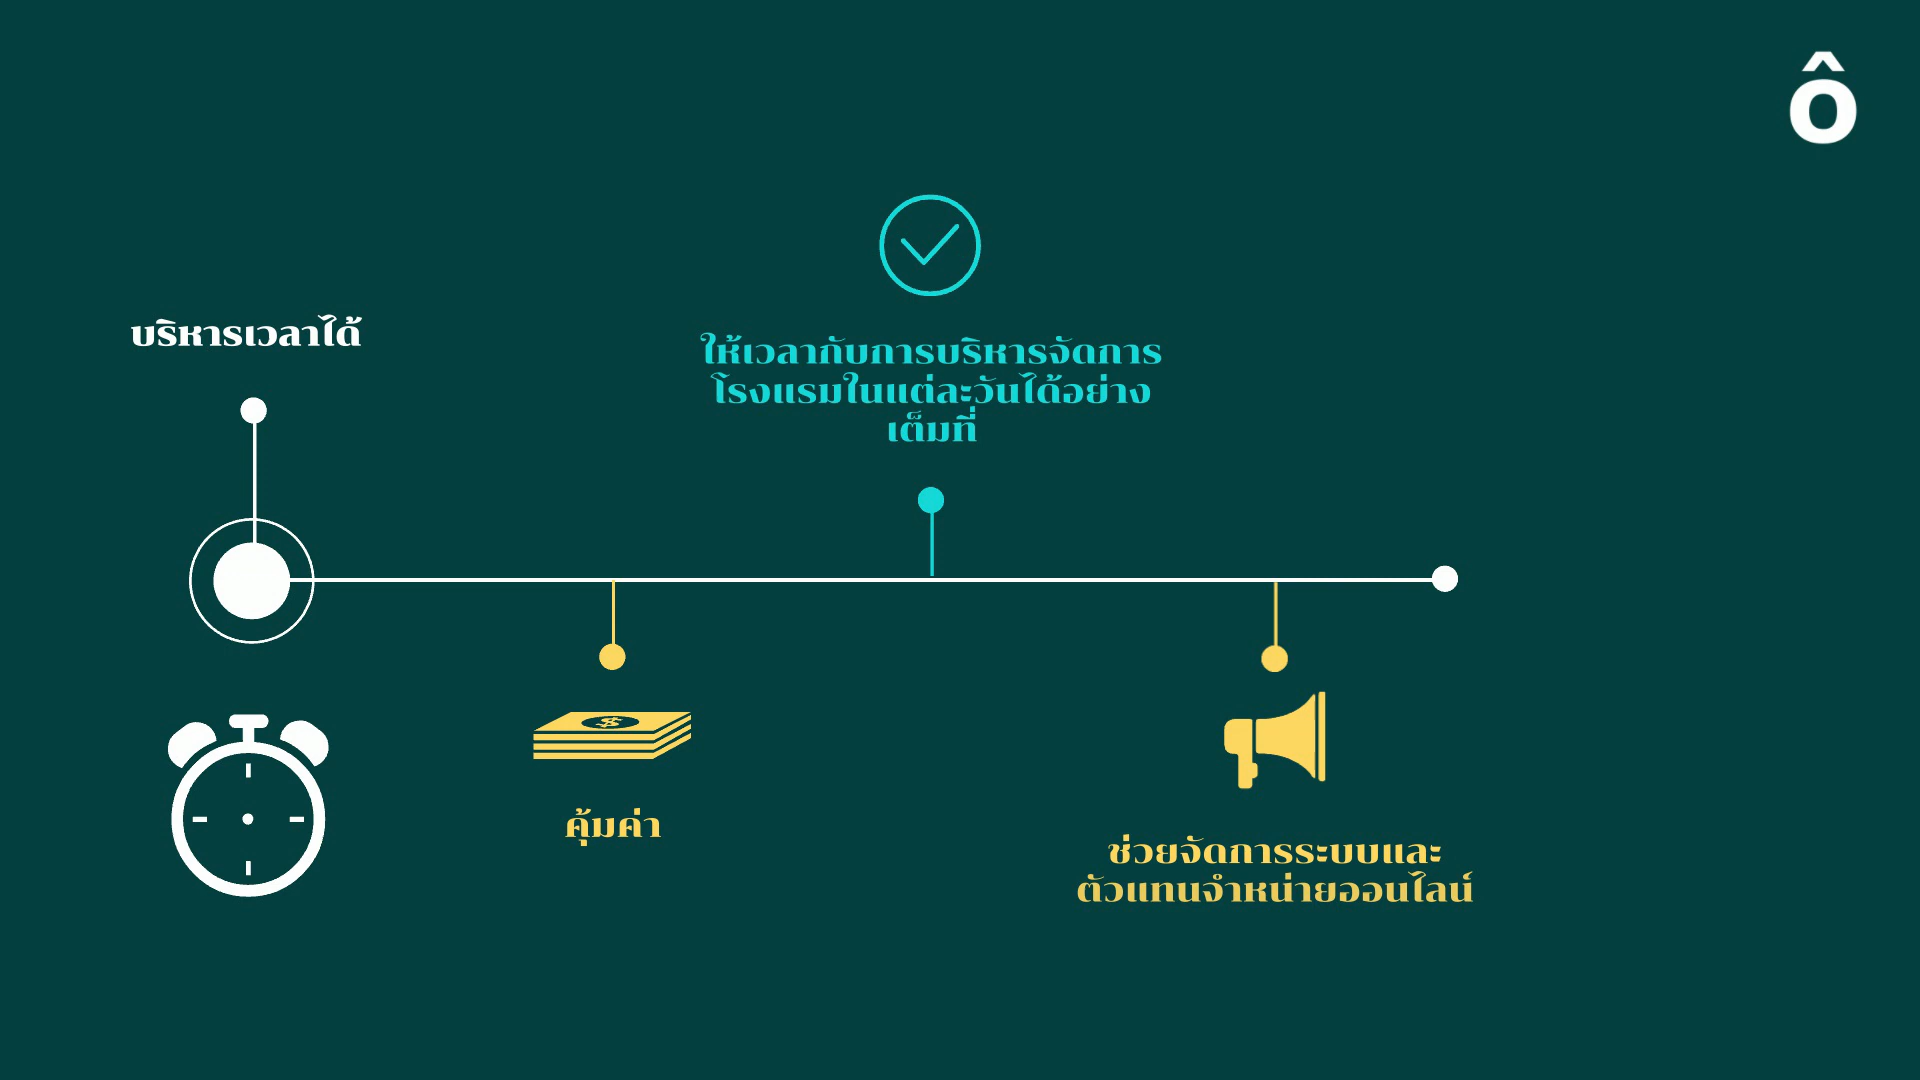 ô
บริหารเวลาได้
ให้เวลากับการบริหารจัดการ
โรงแรมในแต่ละวันได้อย่าง
เต็มที่
$
คุ้มค่า
ช่วยจัดการระบบและ
ตัวแทนจำหน่ายออนไลน์